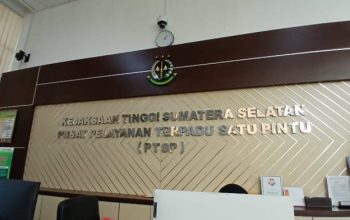 KEJAKSAAN TINGGI SUMATERA SELATAN
PUSAT PELAYANAN TERPADU SATU PINTU
(PTSP)